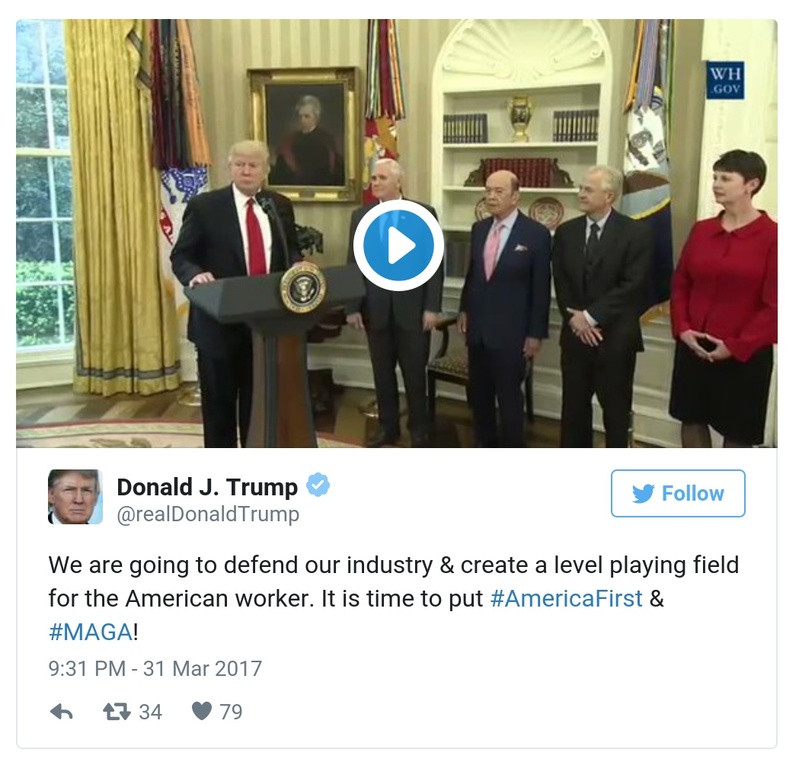 WH
.GOV
Donald J. Trump
Follow
@realDonaldTrump
We are going to defend our industry & create a level playing field
for the American worker. It is time to put #AmericaFirst &
#MAGA!
9:31 PM - 31 Mar 2017
34 79